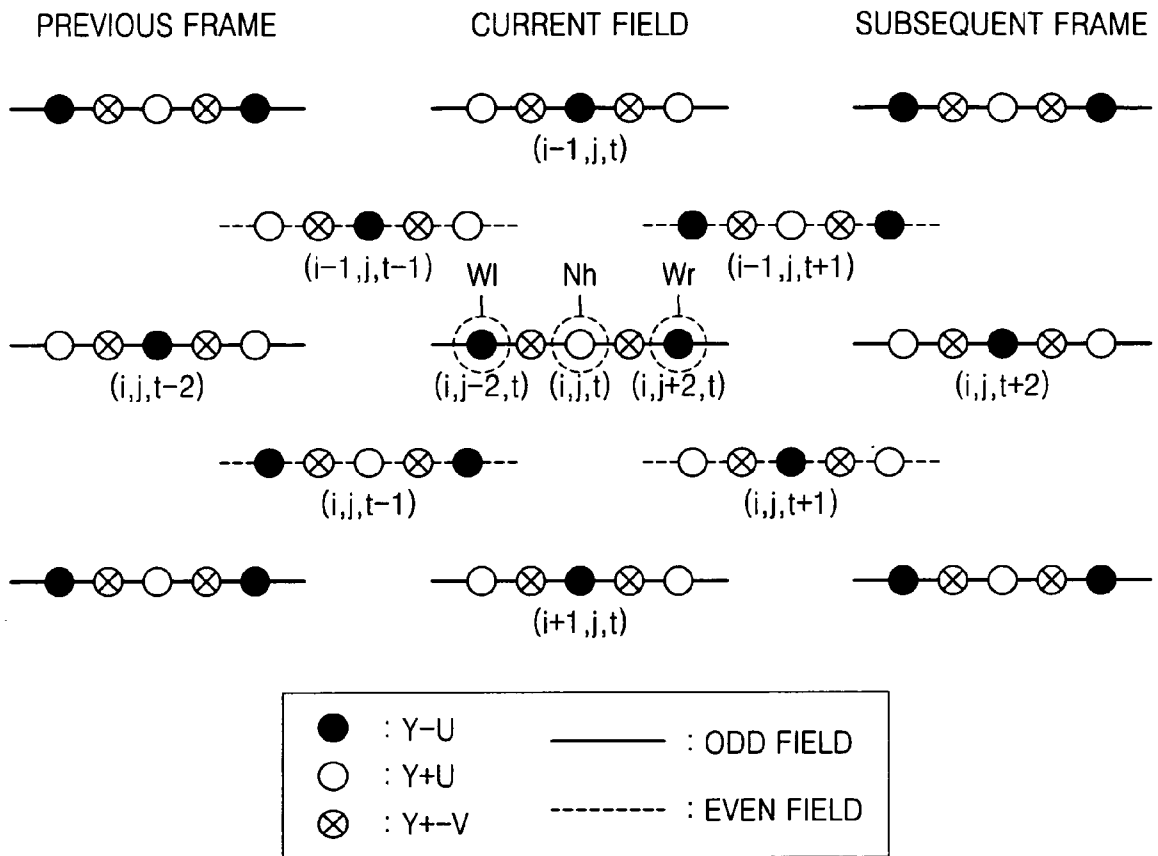 PREVIOUS FRAME CURRENT FIELD SUBSEQUENT FRAME
(i-1,j,t)
(i-1,j,t-1) (i-1,j,t+1)
Wl Nh Wr
(i,j,t-2) (i,j-2,t) (i,j,t) (i,j+2,t) (i,j,t+2)
(i,j,t-1) (i,j,t+1)
(i+1,j,t)
: Y-U : ODD FIELD
: Y+U
: Y+-V : EVEN FIELD